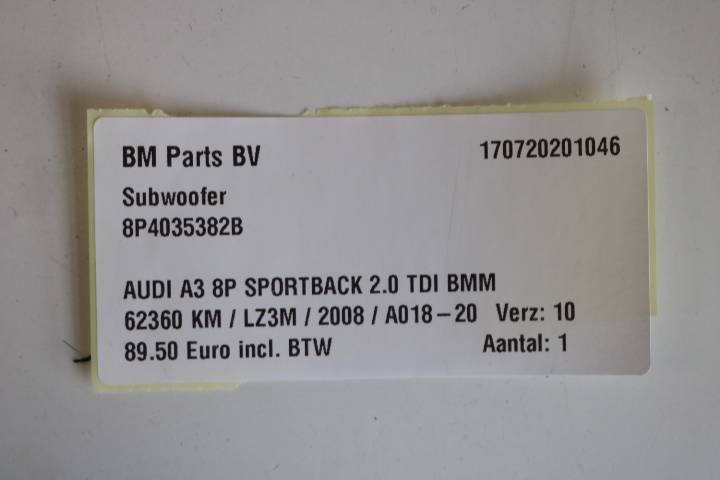 BM Parts BV 170720201046
Subwoofer
8P4035382B
AUDI A3 8P SPORTBACK 2.0 TDI BMM
62360 KM / LZ3M / 2008 / A018-20 Verz: 10
89.50 Euro incl. BTW Aantal: 1